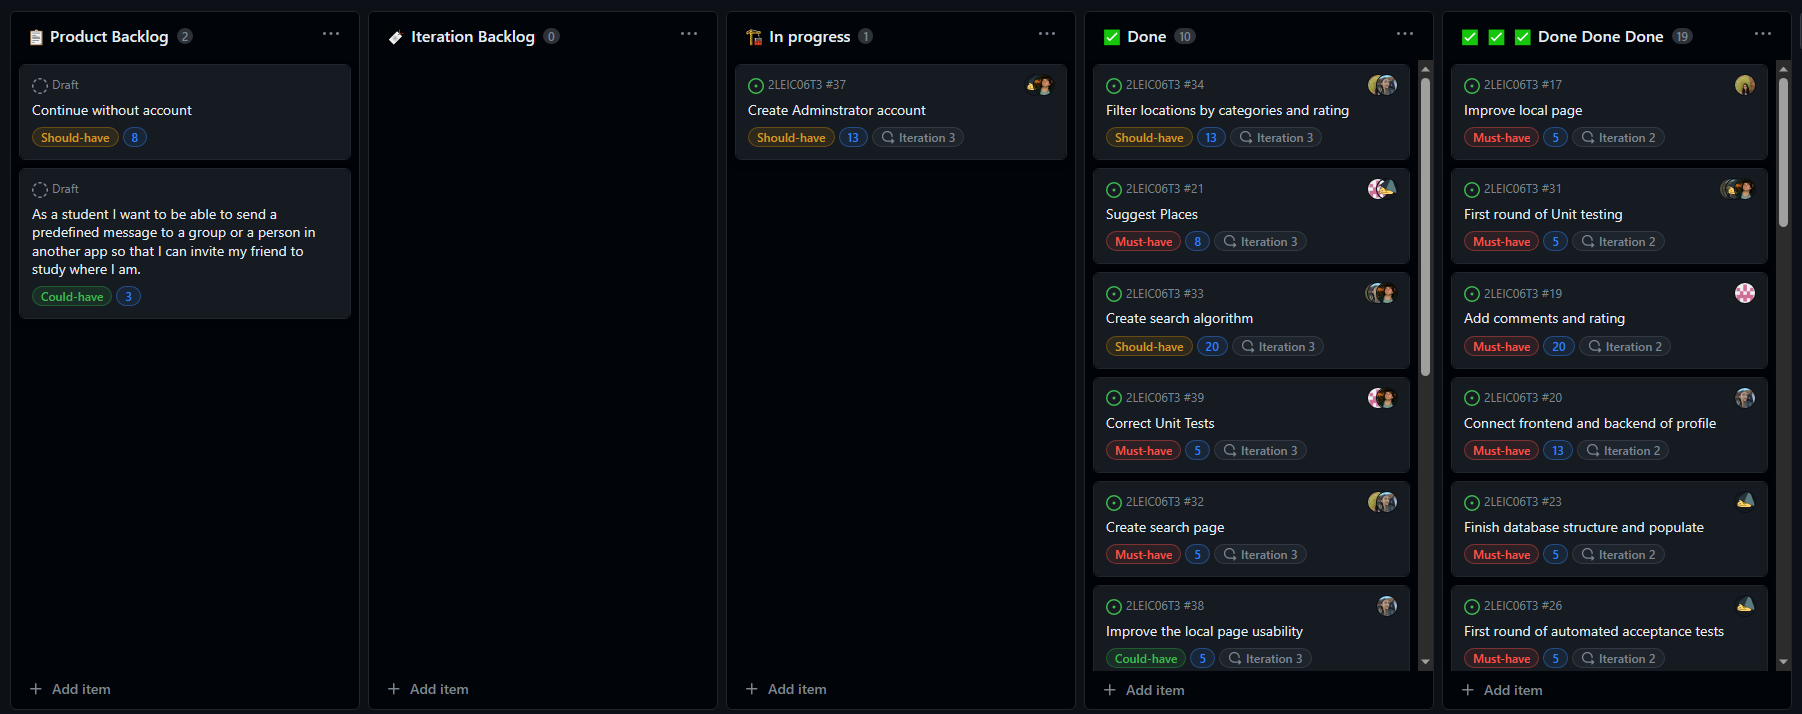 Product Backlog 2
Draft
Continue without account
Should-have 8
Draft
As a student I want to be able to send a
predefined message to a group or a person in
another app so that I can invite my friend to
study where I am.
Could-have 3
Add item
Iteration Backlog 0
Add item
In progress 1
2LEIC06T3 #37
Create Adminstrator account
Should-have 13 Iteration 3
Add item
Done 10
2LEIC06T3 #34
Filter locations by categories and rating
Should-have 13 Iteration 3
2LEIC06T3 #21
Suggest Places
Must-have 8 Iteration 3
2LEIC06T3 #33
Create search algorithm
Should-have 20 Iteration 3
2LEIC06T3 #39
Correct Unit Tests
Must-have 5 Iteration 3
2LEIC06T3 #32
Create search page
Must-have 5 Iteration 3
2LEIC06T3 #38
Improve the local page usability
Could-have 5 Iteration 3
Add item
Done Done Done 19
2LEIC06T3 #17
Improve local page
Must-have 5 Iteration 2
2LEIC06T3 #31
First round of Unit testing
Must-have 5 Iteration 2
2LEIC06T3 #19
Add comments and rating
Must-have 20 Iteration 2
2LEIC06T3 #20
Connect frontend and backend of profile
Must-have 13 Iteration 2
2LEIC06T3 #23
Finish database structure and populate
Must-have 5 Iteration 2
2LEIC06T3 #26
First round of automated acceptance tests
Must-have 5 Iteration 2
Add item